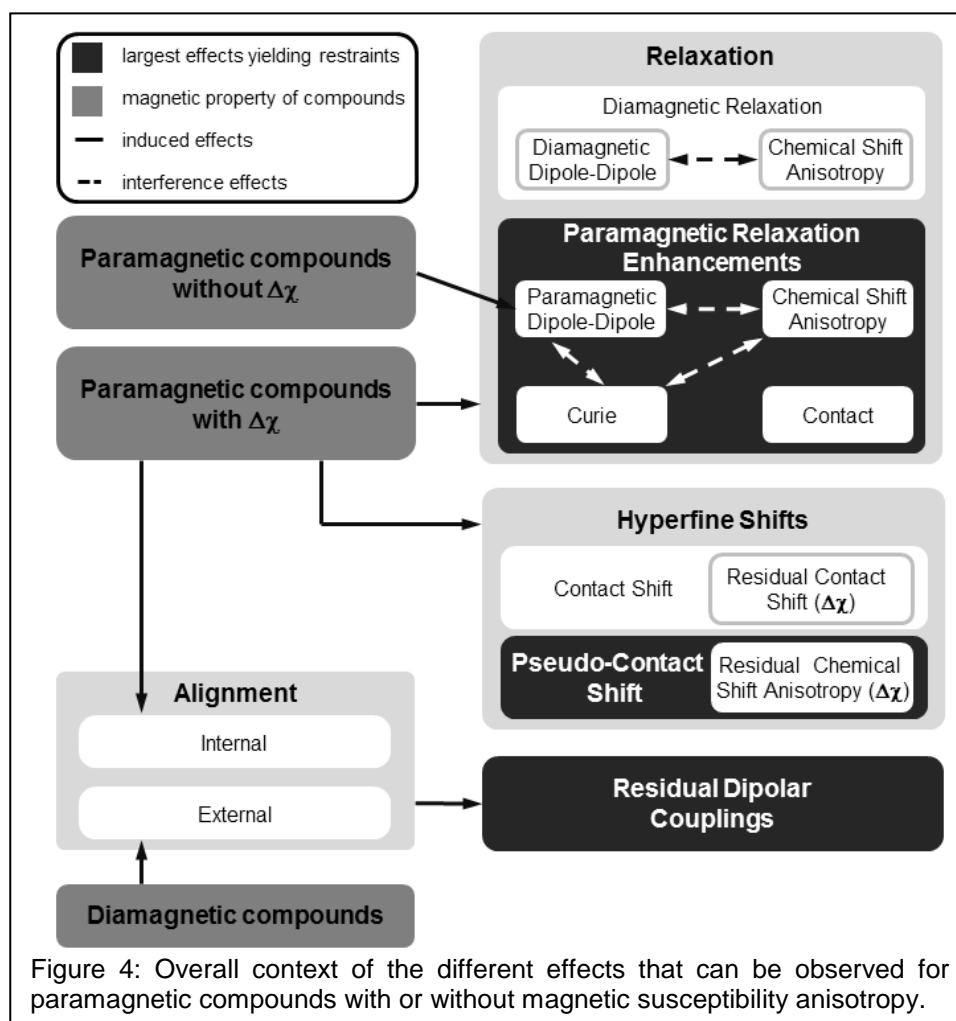 largest effects yielding restraints
magnetic property of compounds
induced effects
interference effects
Paramagnetic compounds
without Δχ
Paramagnetic compounds
with Δχ
Relaxation
Diamagnetic Relaxation
Diamagnetic
Dipole-Dipole
Chemical Shift
Anisotropy
Paramagnetic Relaxation
Enhancements
Paramagnetic
Dipole-Dipole
Chemical Shift
Anisotropy
Curie
Contact
Hyperfine Shifts
Contact Shift
Residual Contact
Shift (Δχ)
Pseudo-Contact
Shift
Residual Chemical
Shift Anisotropy (Δχ)
Alignment
Internal
External
Residual Dipolar
Couplings
Diamagnetic compounds
Figure 4: Overall context of the different effects that can be observed for
paramagnetic compounds with or without magnetic susceptibility anisotropy.